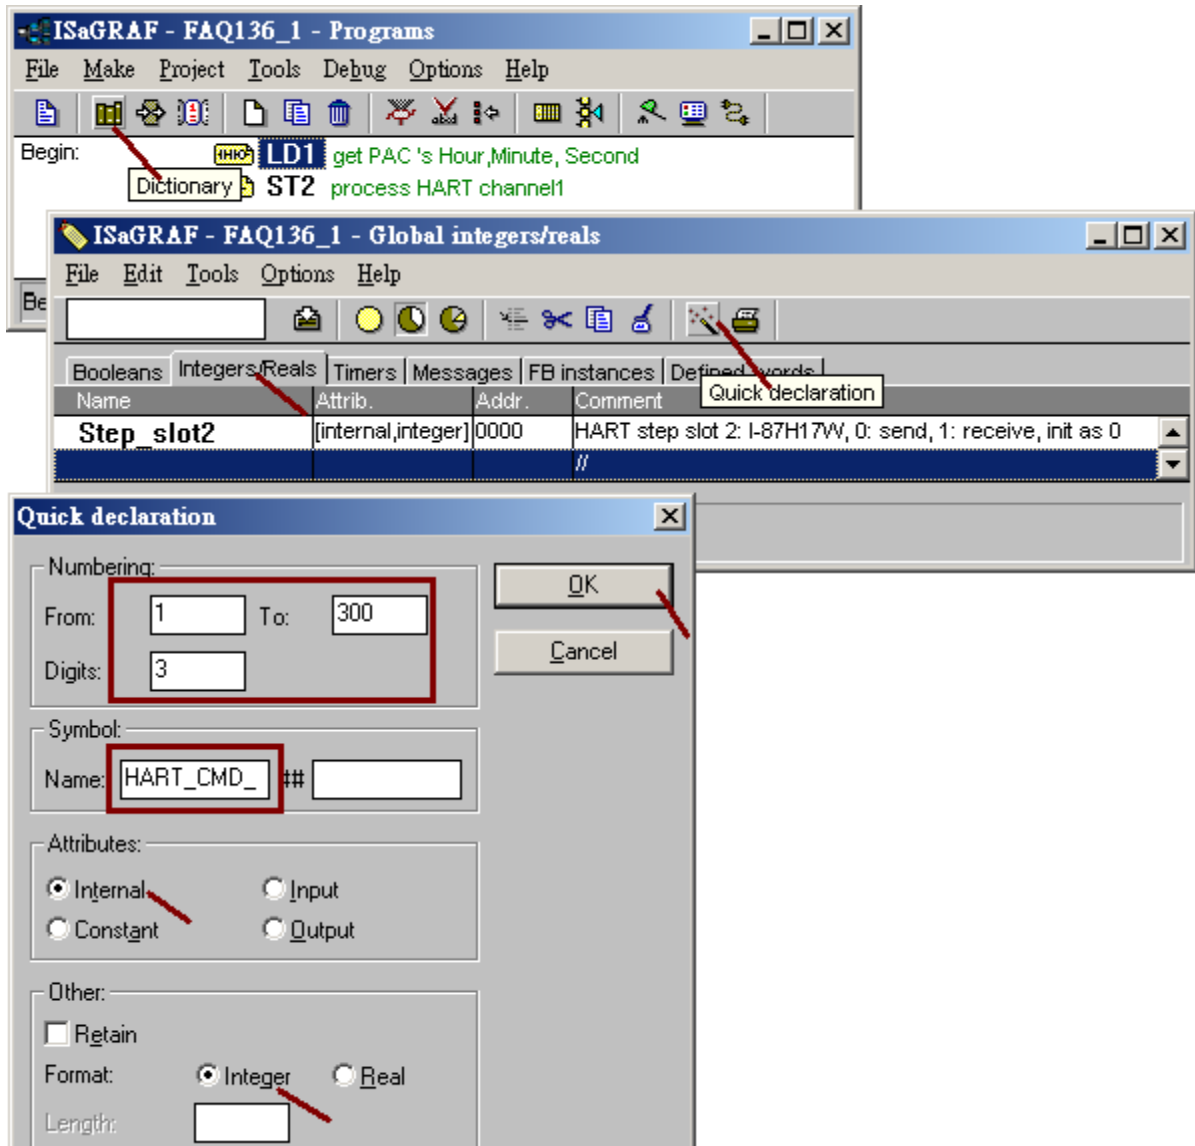 ISaGRAF - FAQ136_1 - Programs
File Make Project Tools Debug Options Help
Begin: LD1 get PAC 's Hour,Minute, Second
Dictionary ST2 process HART channel1
ISaGRAF - FAQ136_1 - Global integers/reals
File Edit Tools Options Help
Be
Booleans Integers/Reals Timers Messages FB instances Defined words
Quick declaration
Name Attrib. Addr. Comment
Step_slot2 [internal,integer] 0000 HART step slot 2: I-87H17W, 0: send, 1: receive, init as 0
//
Quick declaration
Numbering:
From: 1 To: 300
Digits: 3
OK
Cancel
Symbol:
Name: HART_CMD_ ##
Attributes:
Internal Input
Constant Output
Other:
Retain
Format: Integer Real
Length: